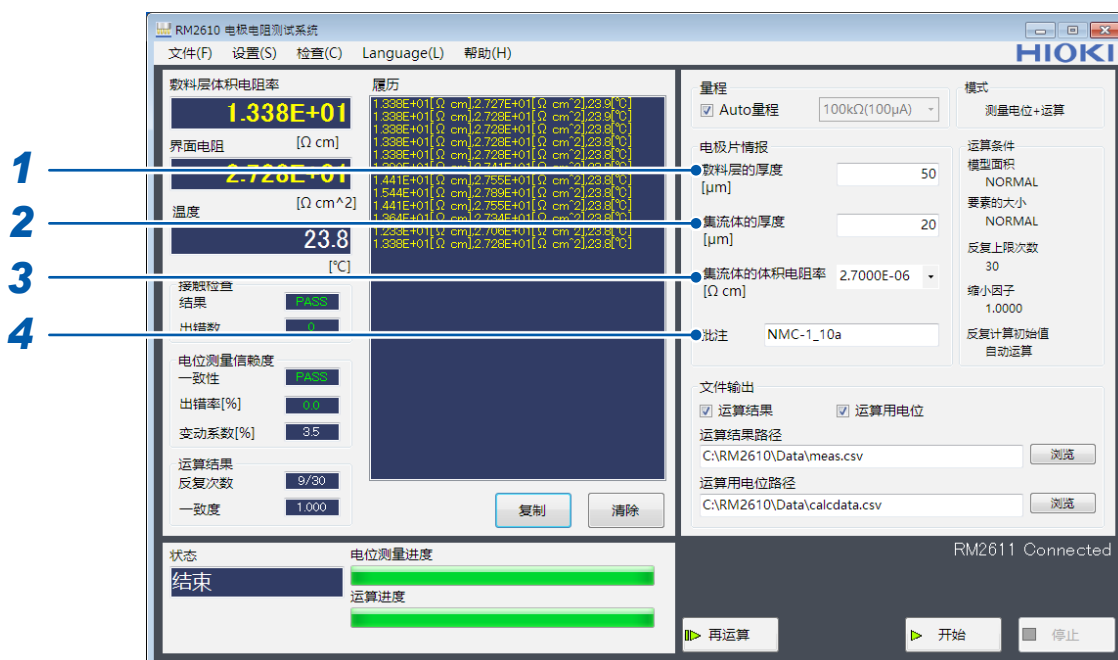 RM2610 电极电阻测试系统
文件(F) 设置(S) 检查(C) Language(L) 帮助(H)
HIOKI
敷料层体积电阻率
1.338E+01
[Ω cm]
界面电阻
2.728E+01
[Ω cm^2]
温度
23.8
[℃]
接触检查
结果 PASS
出错数 0
电位测量信赖度
一致性 PASS
出错率[%] 0.0
变动系数[%] 3.5
运算结果
反复次数 9/30
一致度 1.000
履历
1.338E+01[Ω cm],2.727E+01[Ω cm^2],23.9[℃]
1.338E+01[Ω cm],2.728E+01[Ω cm^2],23.9[℃]
1.338E+01[Ω cm],2.728E+01[Ω cm^2],23.8[℃]
1.338E+01[Ω cm],2.728E+01[Ω cm^2],23.8[℃]
1.338E+01[Ω cm],2.728E+01[Ω cm^2],23.8[℃]
1.441E+01[Ω cm],2.755E+01[Ω cm^2],23.8[℃]
1.544E+01[Ω cm],2.789E+01[Ω cm^2],23.8[℃]
1.441E+01[Ω cm],2.755E+01[Ω cm^2],23.8[℃]
1.364E+01[Ω cm],2.734E+01[Ω cm^2],23.8[℃]
1.233E+01[Ω cm],2.706E+01[Ω cm^2],23.8[℃]
1.338E+01[Ω cm],2.728E+01[Ω cm^2],23.8[℃]
复制 清除
量程
Auto量程 100kΩ(100μA)
模式
测量电位+运算
电极片情报
1 敷料层的厚度 50
[μm]
2 集流体的厚度 20
[μm]
3 集流体的体积电阻率 2.7000E-06
[Ω cm]
4 批注 NMC-1_10a
运算条件
模型面积
NORMAL
要素的大小
NORMAL
反复上限次数
30
缩小因子
1.0000
反复计算初始值
自动运算
文件输出
运算结果 运算用电位
运算结果路径
C:\RM2610\Data\meas.csv 浏览
运算用电位路径
C:\RM2610\Data\calcdata.csv 浏览
状态
结束
电位测量进度
运算进度
RM2611 Connected
再运算 开始 停止